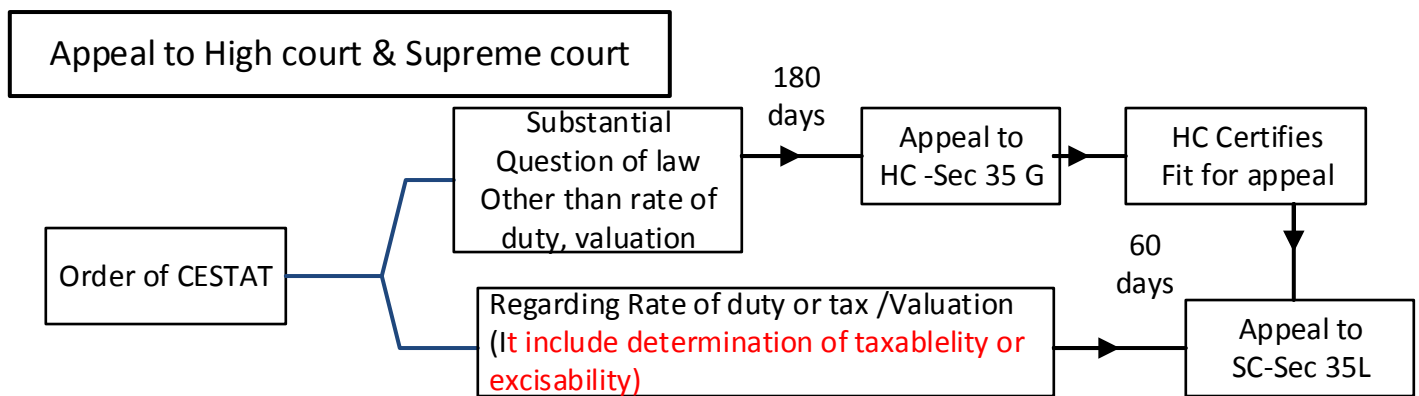 Appeal to High court & Supreme court
180
days
Substantial
Question of law
Other than rate of
duty, valuation
Appeal to
HC -Sec 35 G
HC Certifies
Fit for appeal
Order of CESTAT
60
days
Regarding Rate of duty or tax /Valuation
(It include determination of taxablelity or
excisability)
Appeal to
SC-Sec 35L